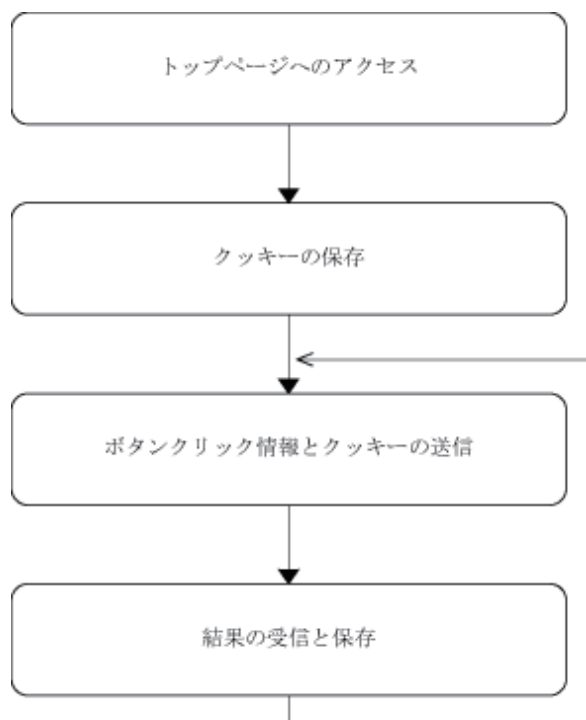 トップページへのアクセス
クッキーの保存
ボタンクリック情報とクッキーの送信
結果の受信と保存